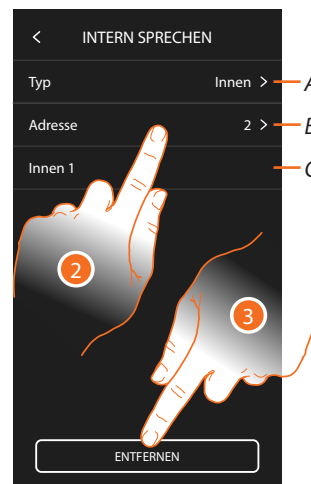 < INTERN SPRECHEN
Typ Innen > A
Adresse 2 > B
Innen 1 C
2
3
ENTFERNEN